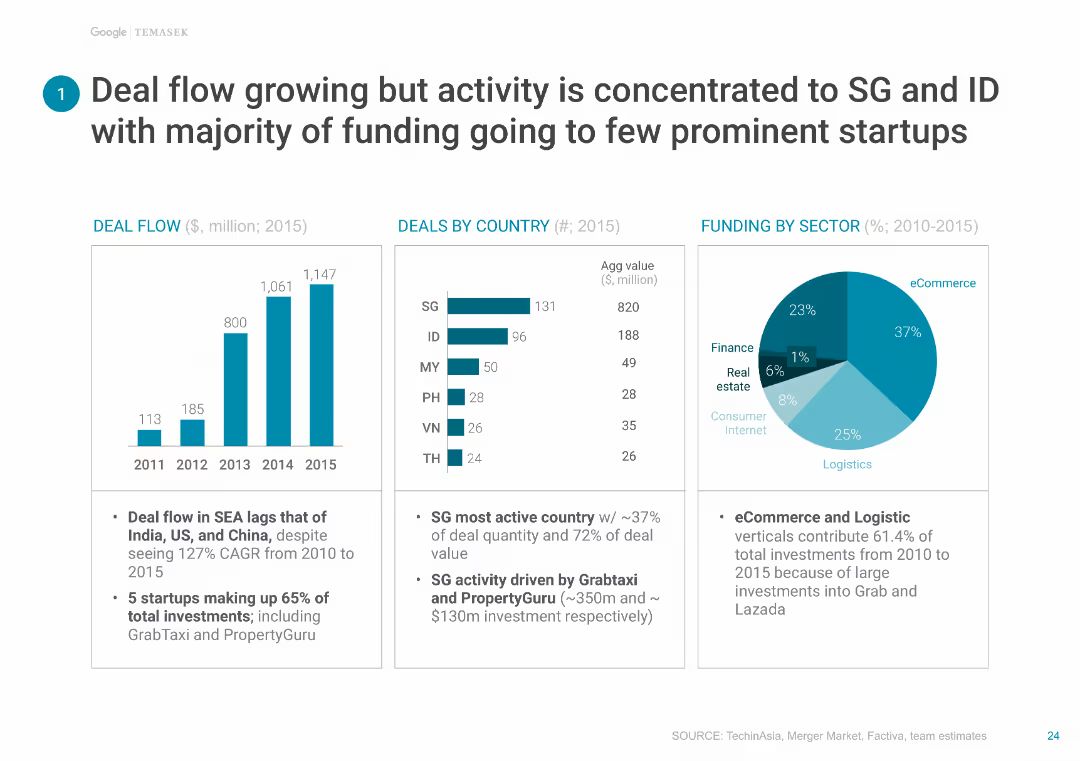 Google | TEMASEK
1
Deal flow growing but activity is concentrated to SG and ID
with majority of funding going to few prominent startups
DEAL FLOW ($, million; 2015)
1,147
1,061
800
185
113
2011 2012 2013 2014 2015
• Deal flow in SEA lags that of
India, US, and China, despite
seeing 127% CAGR from 2010 to
2015
• 5 startups making up 65% of
total investments; including
GrabTaxi and PropertyGuru
DEALS BY COUNTRY (#; 2015)
Agg value
($, million)
SG 131 820
ID 96 188
MY 50 49
PH 28 28
VN 26 35
TH 24 26
• SG most active country w/ ~37%
of deal quantity and 72% of deal
value
• SG activity driven by Grabtaxi
and PropertyGuru (~350m and ~
$130m investment respectively)
FUNDING BY SECTOR (%; 2010-2015)
eCommerce
23%
37%
Finance
1%
Real
estate
6%
8%
Consumer
Internet
25%
Logistics
• eCommerce and Logistic
verticals contribute 61.4% of
total investments from 2010 to
2015 because of large
investments into Grab and
Lazada
SOURCE: TechinAsia, Merger Market, Factiva, team estimates
24